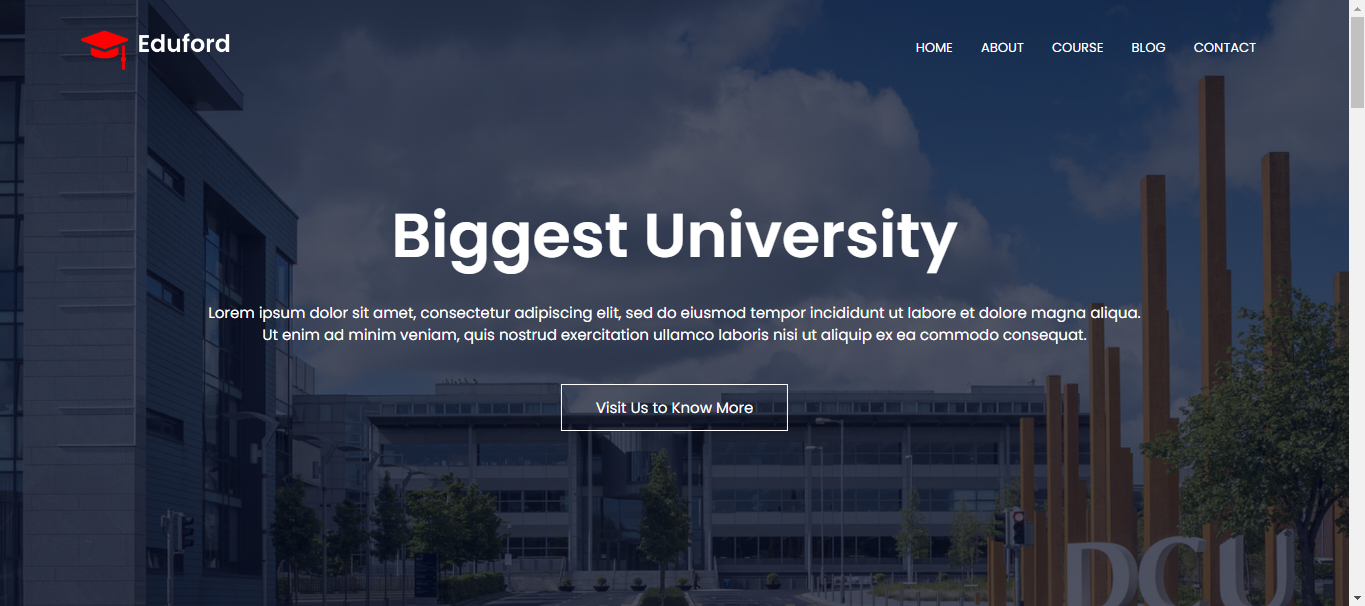 Eduford
HOME ABOUT COURSE BLOG CONTACT
Biggest University
Lorem ipsum dolor sit amet, consectetur adipiscing elit, sed do eiusmod tempor incididunt ut labore et dolore magna aliqua.
Ut enim ad minim veniam, quis nostrud exercitation ullamco laboris nisi ut aliquip ex ea commodo consequat.
Visit Us to Know More
DCU